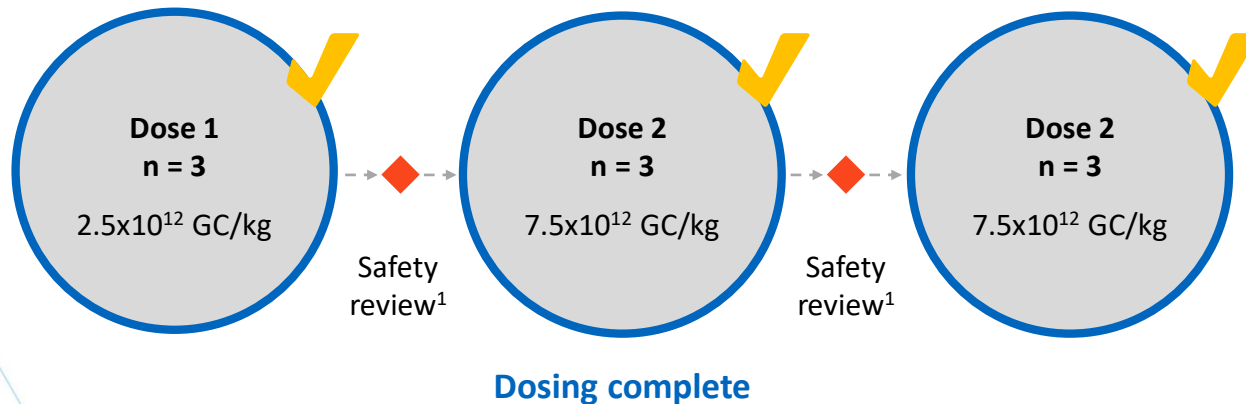 Dose 1
n = 3
2.5x10¹² GC/kg
Safety
review¹
Dose 2
n = 3
7.5x10¹² GC/kg
Safety
review¹
Dose 2
n = 3
7.5x10¹² GC/kg
Dosing complete